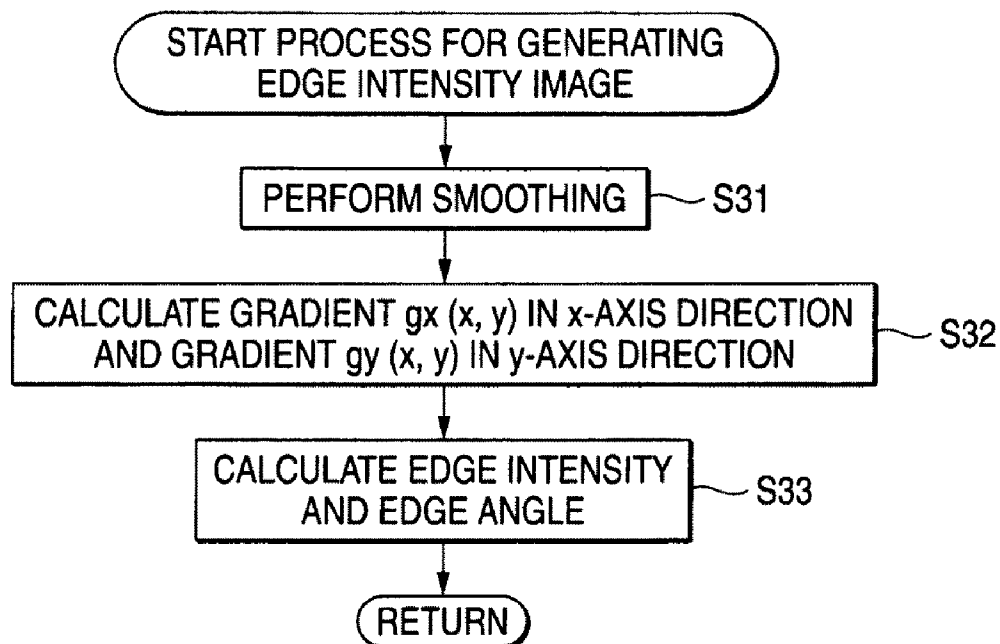 START PROCESS FOR GENERATING
EDGE INTENSITY IMAGE
PERFORM SMOOTHING
S31
CALCULATE GRADIENT gx (x, y) IN x-AXIS DIRECTION
AND GRADIENT gy (x, y) IN y-AXIS DIRECTION
S32
CALCULATE EDGE INTENSITY
AND EDGE ANGLE
S33
RETURN